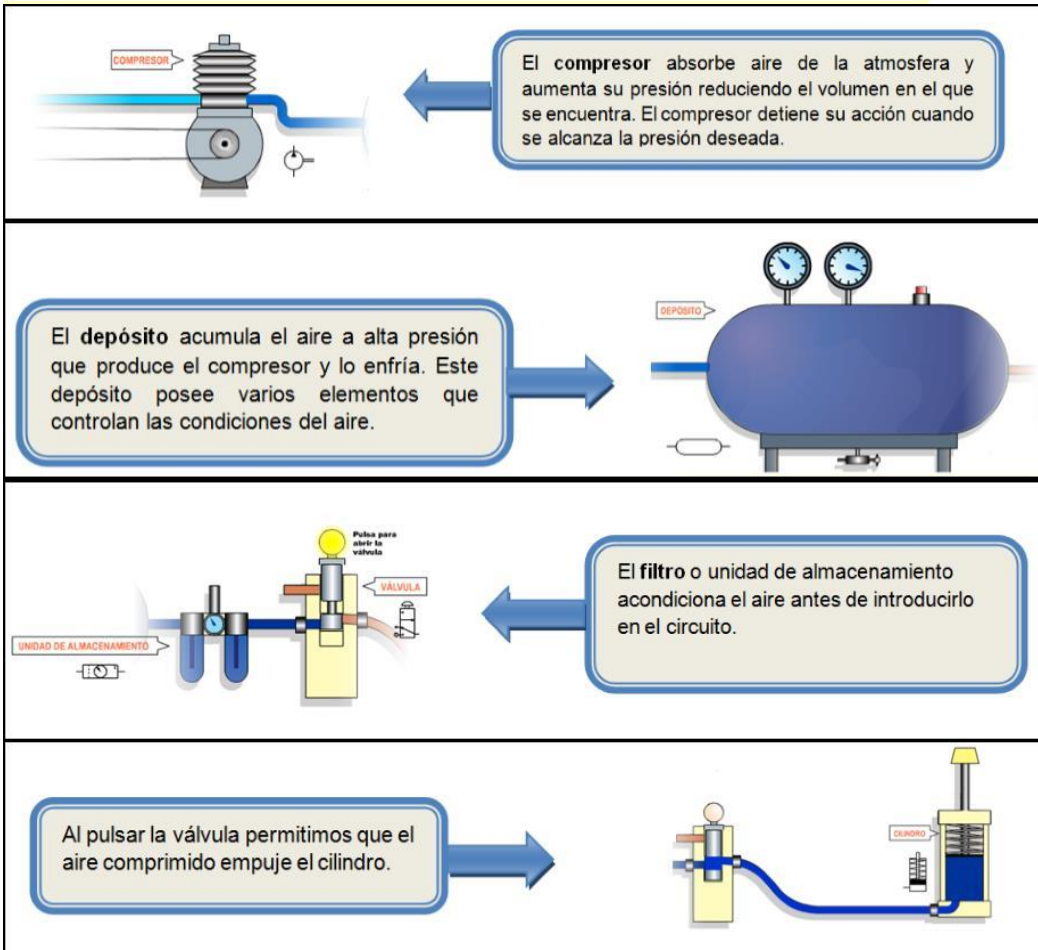 COMPRESOR
El compresor absorbe aire de la atmosfera y
aumenta su presión reduciendo el volumen en el que
se encuentra. El compresor detiene su acción cuando
se alcanza la presión deseada.
El depósito acumula el aire a alta presión
que produce el compresor y lo enfría. Este
depósito posee varios elementos que
controlan las condiciones del aire.
DEPÓSITO
Pulsa para
abrir la
válvula
VÁLVULA
UNIDAD DE ALMACENAMIENTO
El filtro o unidad de almacenamiento
acondiciona el aire antes de introducirlo
en el circuito.
Al pulsar la válvula permitimos que el
aire comprimido empuje el cilindro.
CILINDRO